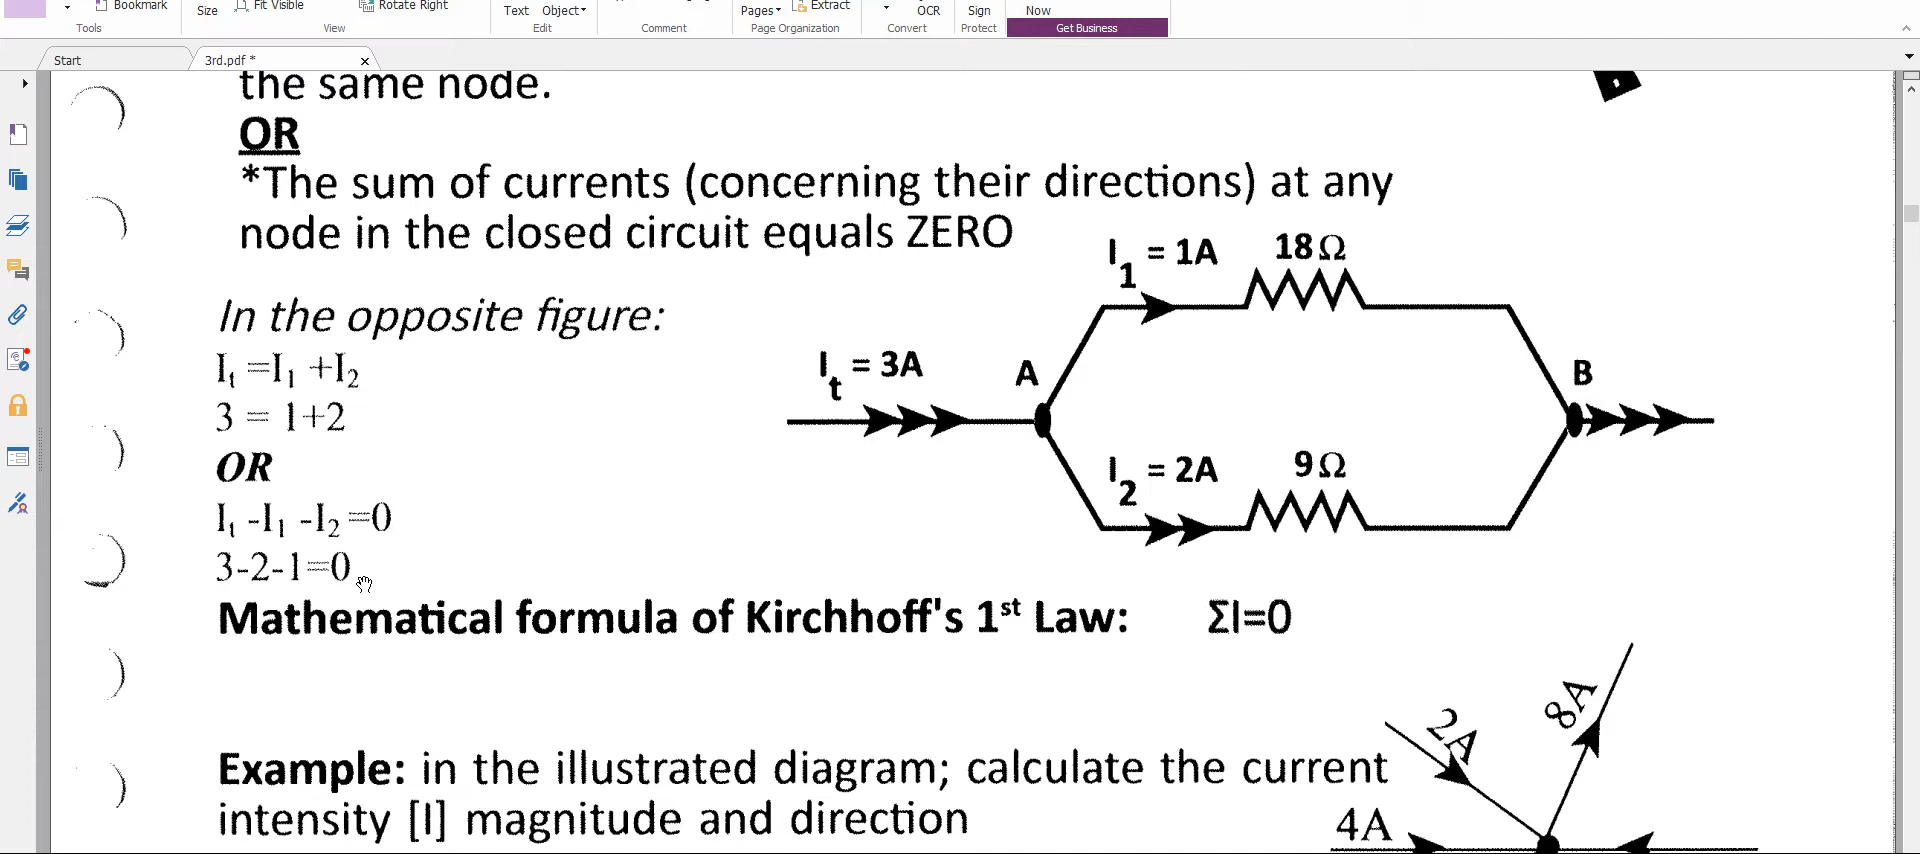 Bookmark
Size
Fit Visible
Rotate Right
Text Object
Pages
Extract
OCR
Sign
Now
Tools
View
Edit
Comment
Page Organization
Convert
Protect
Get Business
Start
3rd.pdf *
the same node.
OR
*The sum of currents (concerning their directions) at any
node in the closed circuit equals ZERO
In the opposite figure:
Iₜ =I₁ +I₂
3 = 1+2
OR
Iₜ -I₁ -I₂ =0
3-2-1=0
I₁ = 1A
18Ω
Iₜ = 3A
A
B
I₂ = 2A
9Ω
Mathematical formula of Kirchhoff's 1ˢᵗ Law: ΣI=0
Example: in the illustrated diagram; calculate the current
intensity [I] magnitude and direction
2A
8A
4A